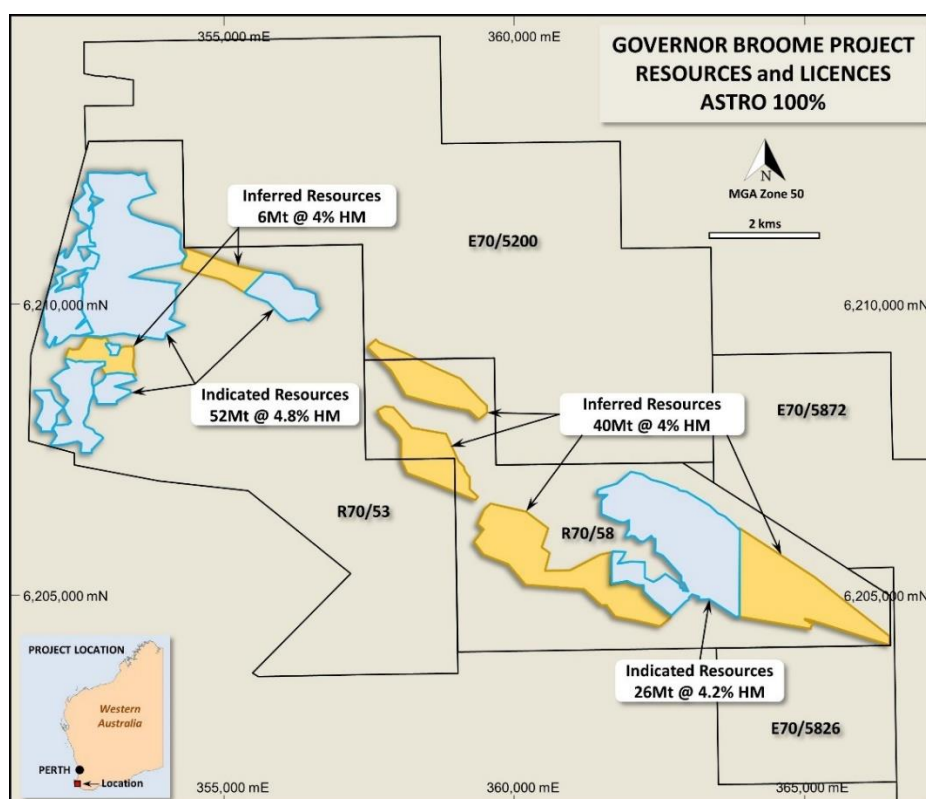 355,000 mE
360,000 mE
GOVERNOR BROOME PROJECT
RESOURCES and LICENCES
ASTRO 100%
N
MGA Zone 50
2 kms
Inferred Resources
6Mt @ 4% HM
E70/5200
6,210,000 mN
6,210,000 mN
Indicated Resources
52Mt @ 4.8% HM
Inferred Resources
40Mt @ 4% HM
E70/5872
R70/53
R70/58
6,205,000 mN
6,205,000 mN
PROJECT LOCATION
Western
Australia
PERTH
Location
Indicated Resources
26Mt @ 4.2% HM
E70/5826
355,000 mE
360,000 mE
365,000 mE